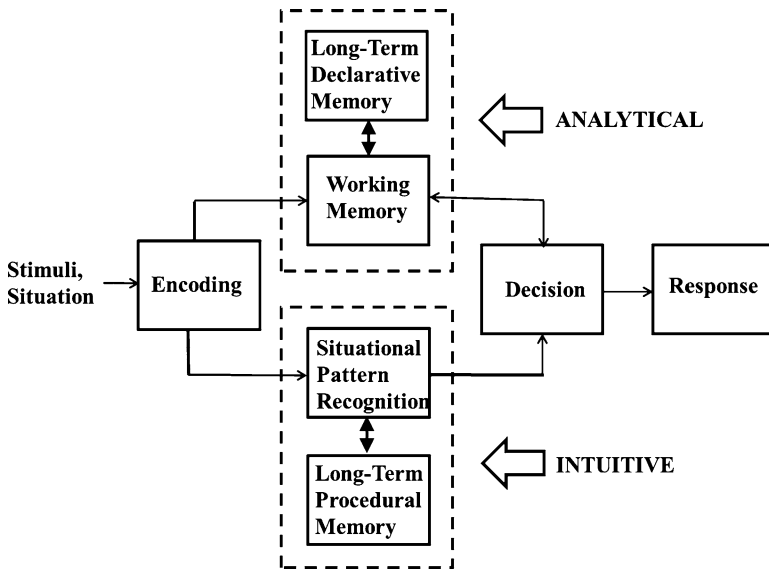 Long-Term
Declarative
Memory
ANALYTICAL
Working
Memory
Stimuli,
Situation
Encoding
Decision
Response
Situational
Pattern
Recognition
Long-Term
Procedural
Memory
INTUITIVE